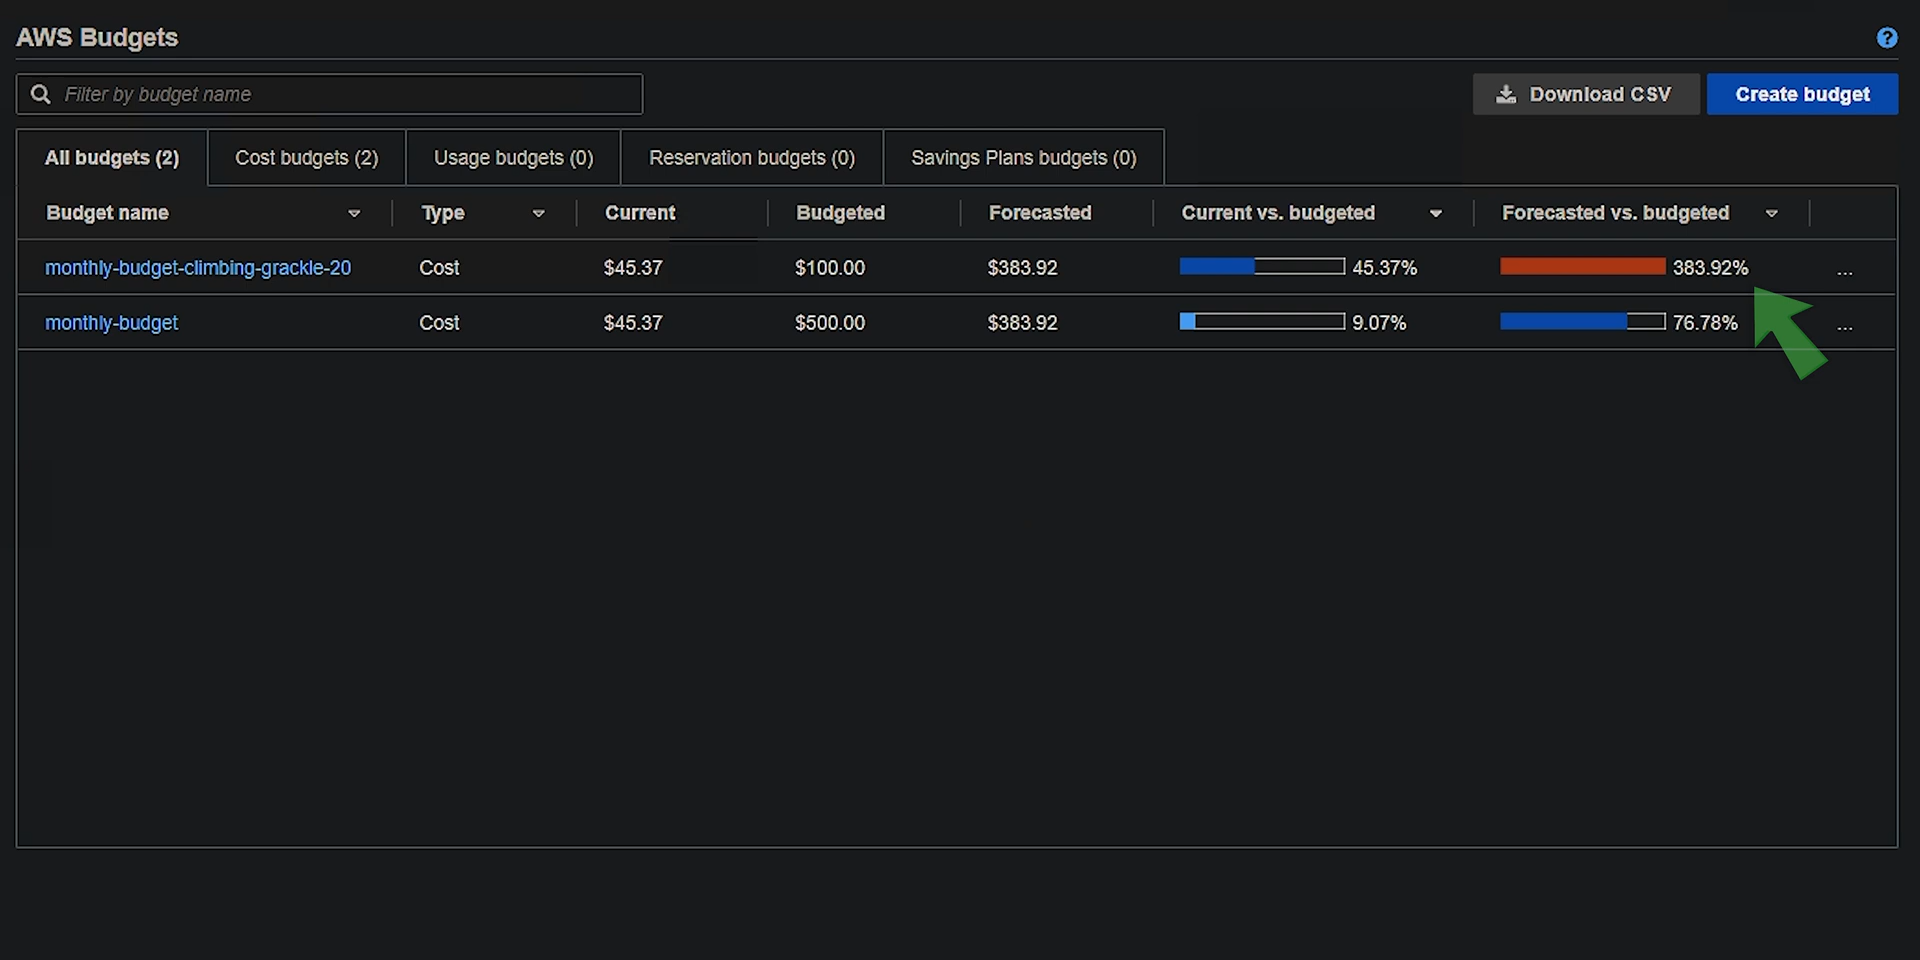 AWS Budgets
?
Filter by budget name
Download CSV
Create budget
All budgets (2)
Cost budgets (2)
Usage budgets (0)
Reservation budgets (0)
Savings Plans budgets (0)
Budget name Type Current Budgeted Forecasted Current vs. budgeted Forecasted vs. budgeted
monthly-budget-climbing-grackle-20 Cost $45.37 $100.00 $383.92 45.37% 383.92% ...
monthly-budget Cost $45.37 $500.00 $383.92 9.07% 76.78% ...